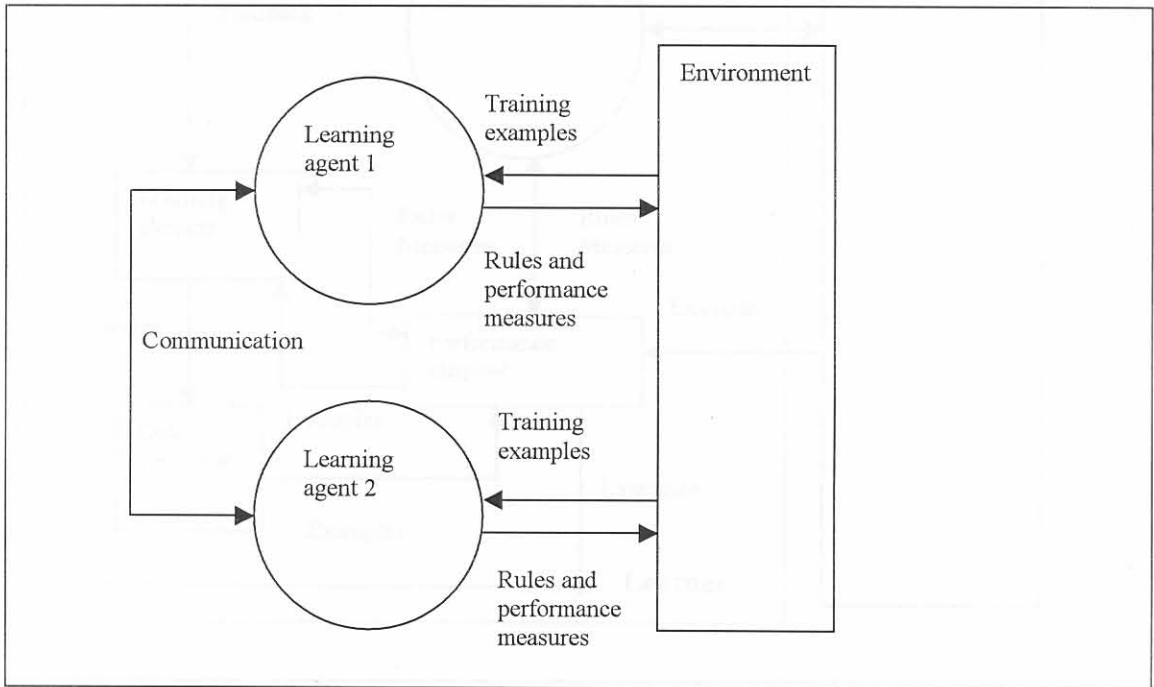 Environment
Training
examples
Learning
agent 1
Rules and
performance
measures
Communication
Training
examples
Learning
agent 2
Rules and
performance
measures